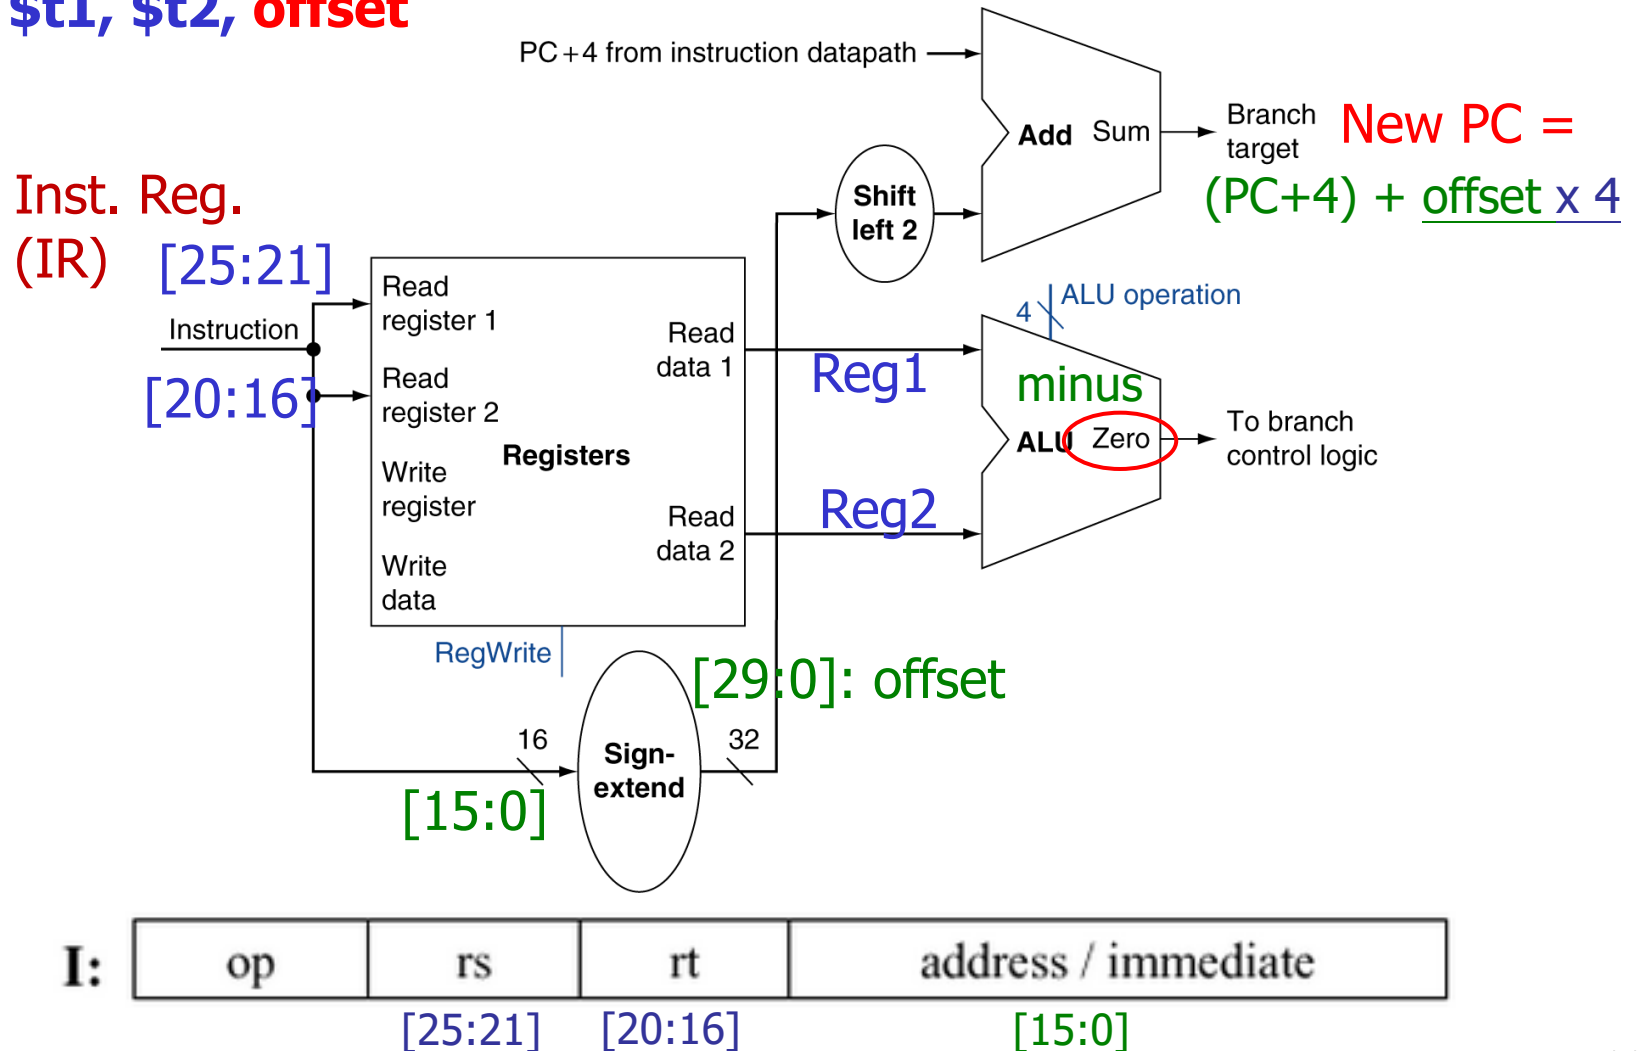 $t1, $t2, offset
PC+4 from instruction datapath
Add Sum
Branch
target
New PC =
(PC+4) + offset x 4
Shift
left 2
Inst. Reg.
(IR)
[25:21]
Instruction
[20:16]
Read
register 1
Read
register 2
Write
register
Write
data
Registers
Read
data 1
Read
data 2
RegWrite
Reg1
Reg2
4
ALU operation
minus
ALU Zero
To branch
control logic
[29:0]: offset
16
Sign-
extend
32
[15:0]
I: op rs rt address / immediate
[25:21] [20:16] [15:0]